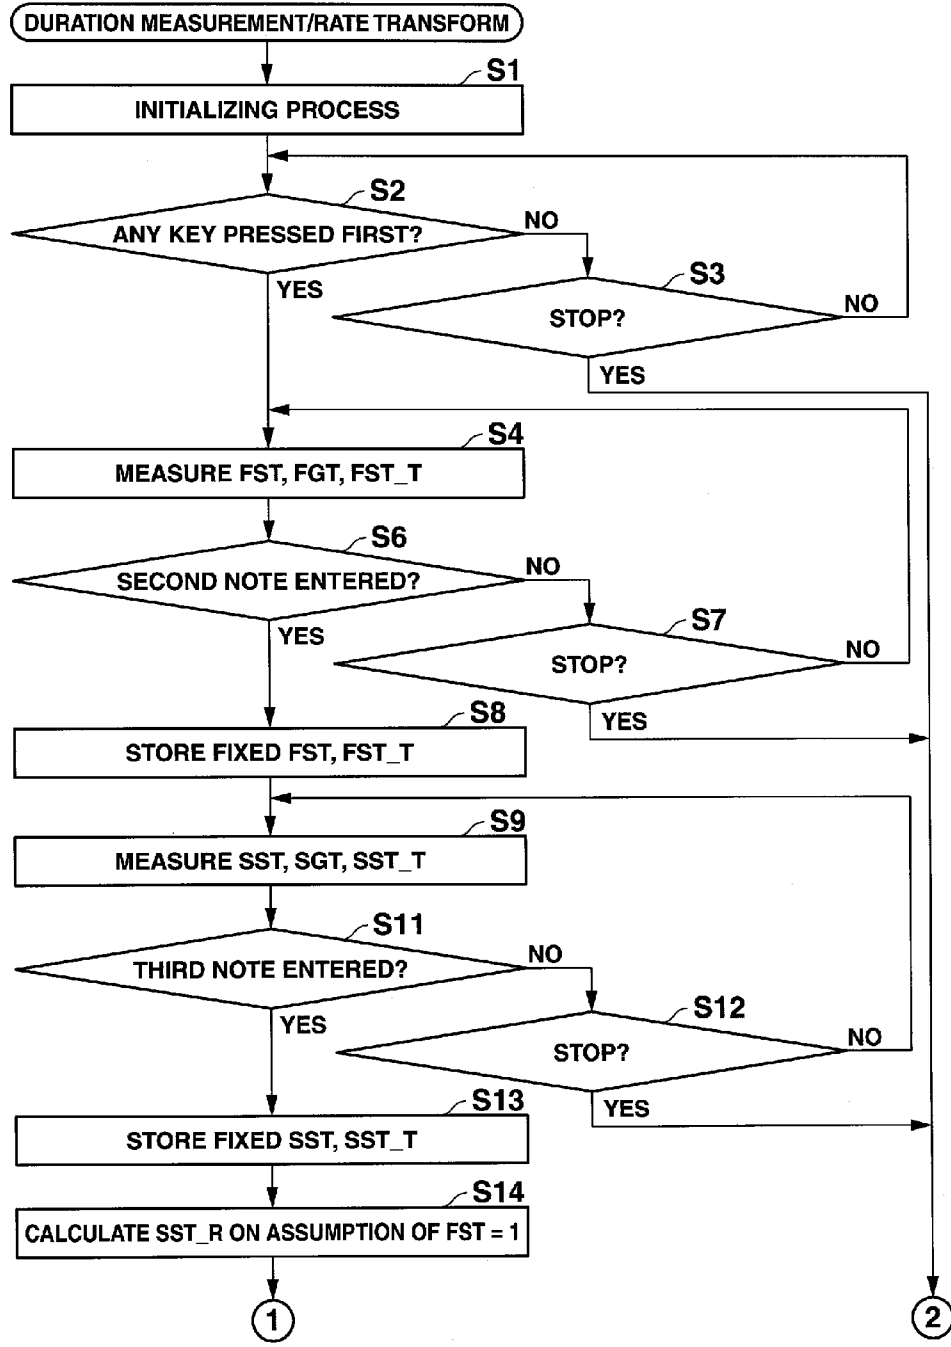 DURATION MEASUREMENT/RATE TRANSFORM
S1
INITIALIZING PROCESS
S2
ANY KEY PRESSED FIRST?
NO
YES
S3
STOP?
NO
YES
S4
MEASURE FST, FGT, FST_T
S6
SECOND NOTE ENTERED?
NO
YES
S7
STOP?
NO
YES
S8
STORE FIXED FST, FST_T
S9
MEASURE SST, SGT, SST_T
S11
THIRD NOTE ENTERED?
NO
YES
S12
STOP?
NO
YES
S13
STORE FIXED SST, SST_T
S14
CALCULATE SST_R ON ASSUMPTION OF FST = 1
1
2